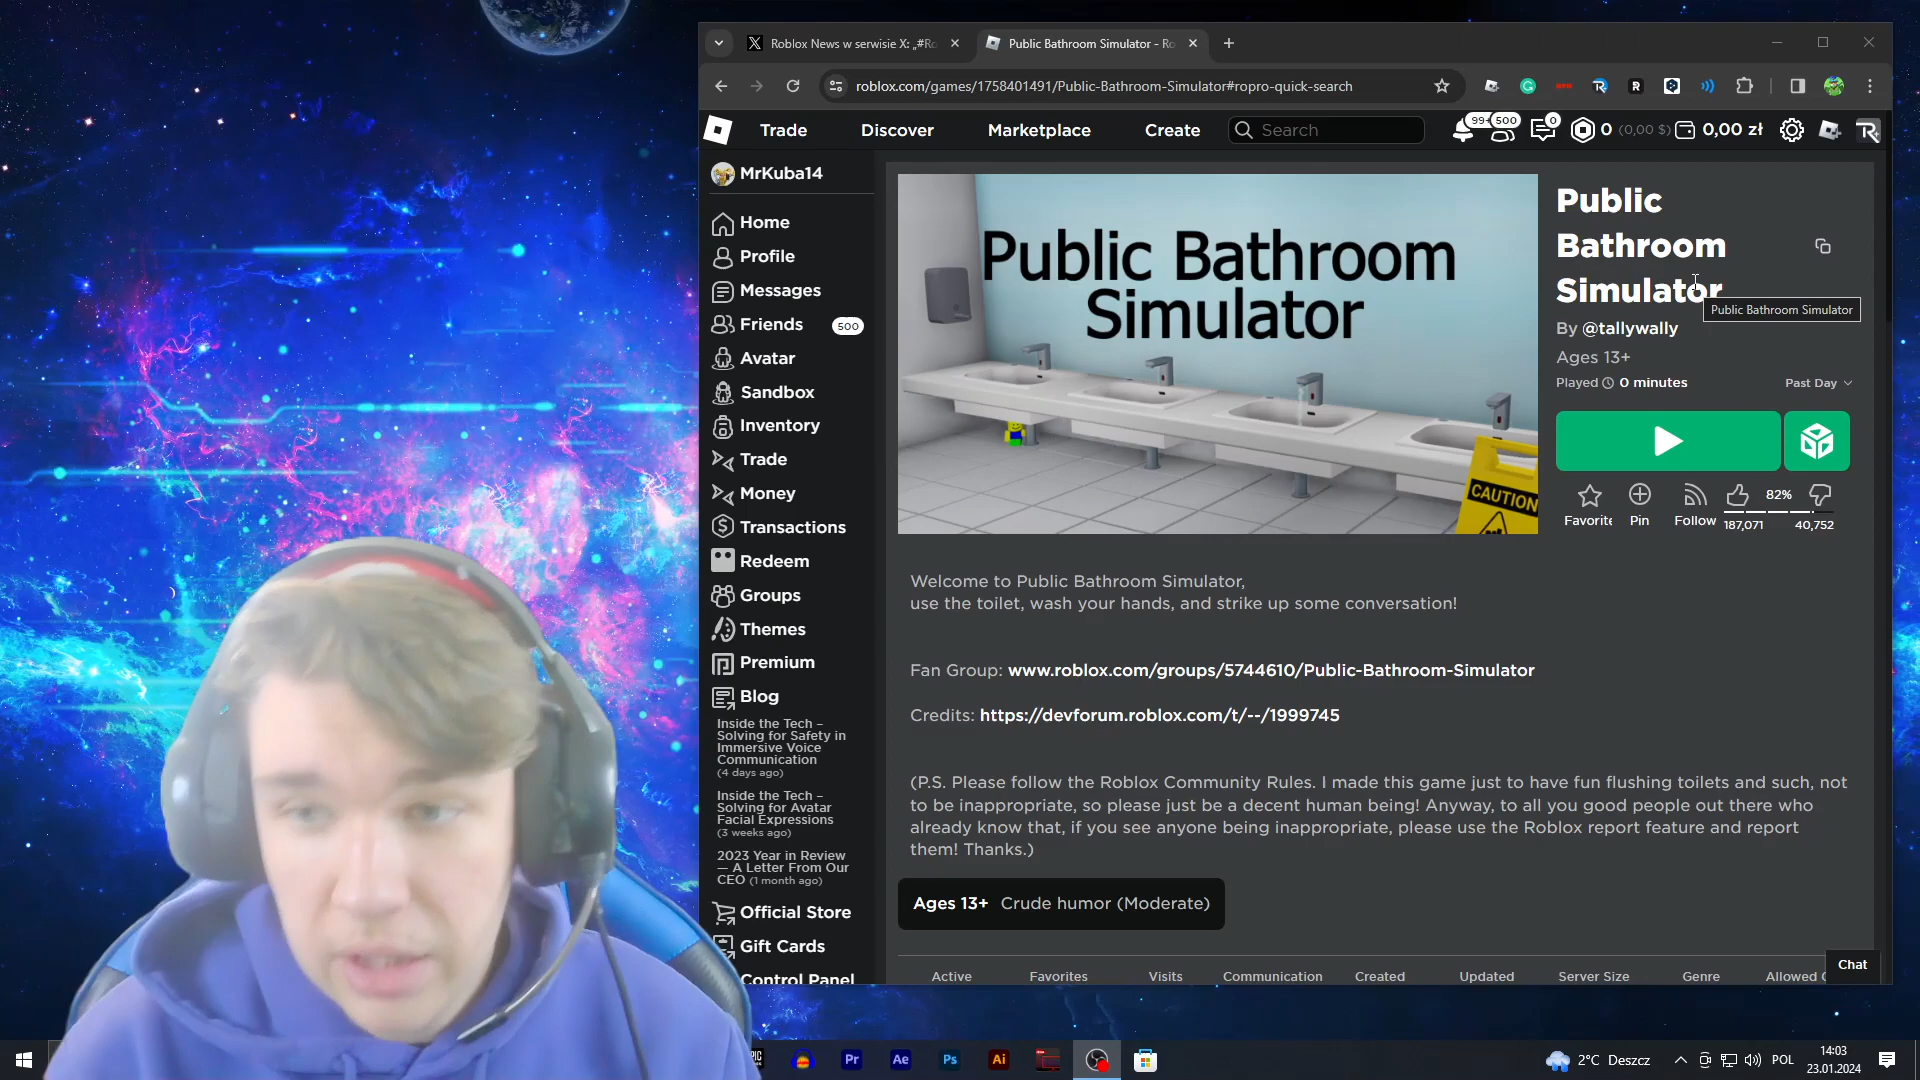 Roblox News w serwisie X: „#Ro
Public Bathroom Simulator - Ro
roblox.com/games/1758401491/Public-Bathroom-Simulator#ropro-quick-search
Trade
Discover
Marketplace
Create
Search
99+
500
0
0
(0,00 $)
0,00 zł
MrKuba14
Home
Profile
Messages
Friends
500
Avatar
Sandbox
Inventory
Trade
Money
Transactions
Redeem
Groups
Themes
Premium
Blog
Inside the Tech –
Solving for Safety in
Immersive Voice
Communication
(4 days ago)
Inside the Tech –
Solving for Avatar
Facial Expressions
(3 weeks ago)
2023 Year in Review
— A Letter From Our
CEO (1 month ago)
Official Store
Gift Cards
Control Panel
Public Bathroom
Simulator
CAUTION
Public
Bathroom
Simulator
Public Bathroom Simulator
By @tallywally
Ages 13+
Played 0 minutes
Past Day
Favorite
Pin
Follow
82%
187,071
40,752
Welcome to Public Bathroom Simulator,
use the toilet, wash your hands, and strike up some conversation!
Fan Group: www.roblox.com/groups/5744610/Public-Bathroom-Simulator
Credits: https://devforum.roblox.com/t/--/1999745
(P.S. Please follow the Roblox Community Rules. I made this game just to have fun flushing toilets and such, not
to be inappropriate, so please just be a decent human being! Anyway, to all you good people out there who
already know that, if you see anyone being inappropriate, please use the Roblox report feature and report
them! Thanks.)
Ages 13+ Crude humor (Moderate)
Active
Favorites
Visits
Communication
Created
Updated
Server Size
Genre
Allowed
Chat
Pr
Ae
Ps
Ai
2°C Deszcz
POL
14:03
23.01.2024